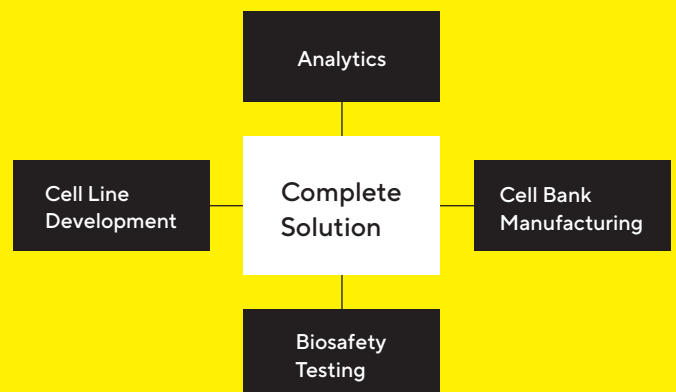 Analytics
Cell Line
Development
Complete
Solution
Cell Bank
Manufacturing
Biosafety
Testing